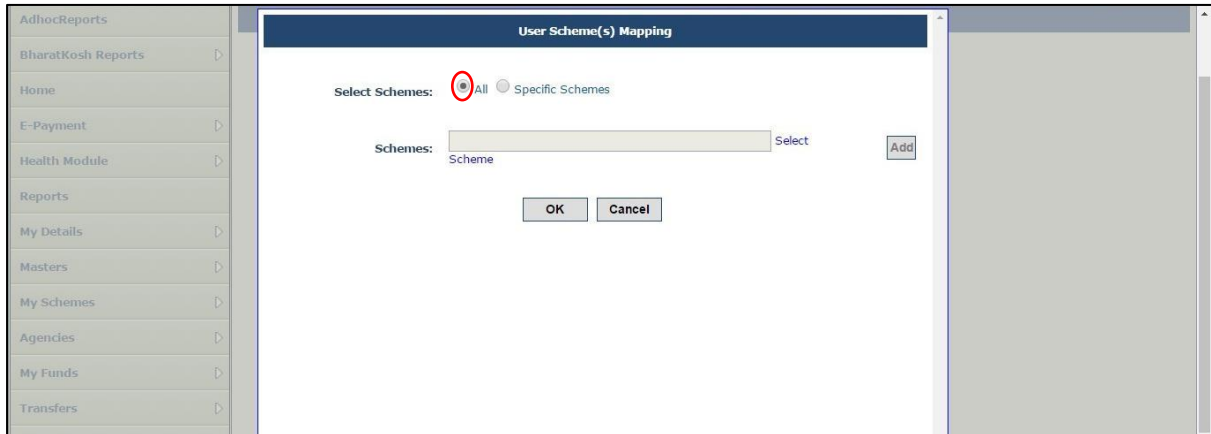 AdhocReports
BharatKosh Reports
Home
E-Payment
Health Module
Reports
My Details
Masters
My Schemes
Agencies
My Funds
Transfers
User Scheme(s) Mapping
Select Schemes: All Specific Schemes
Schemes: Select
Scheme
Add
OK Cancel